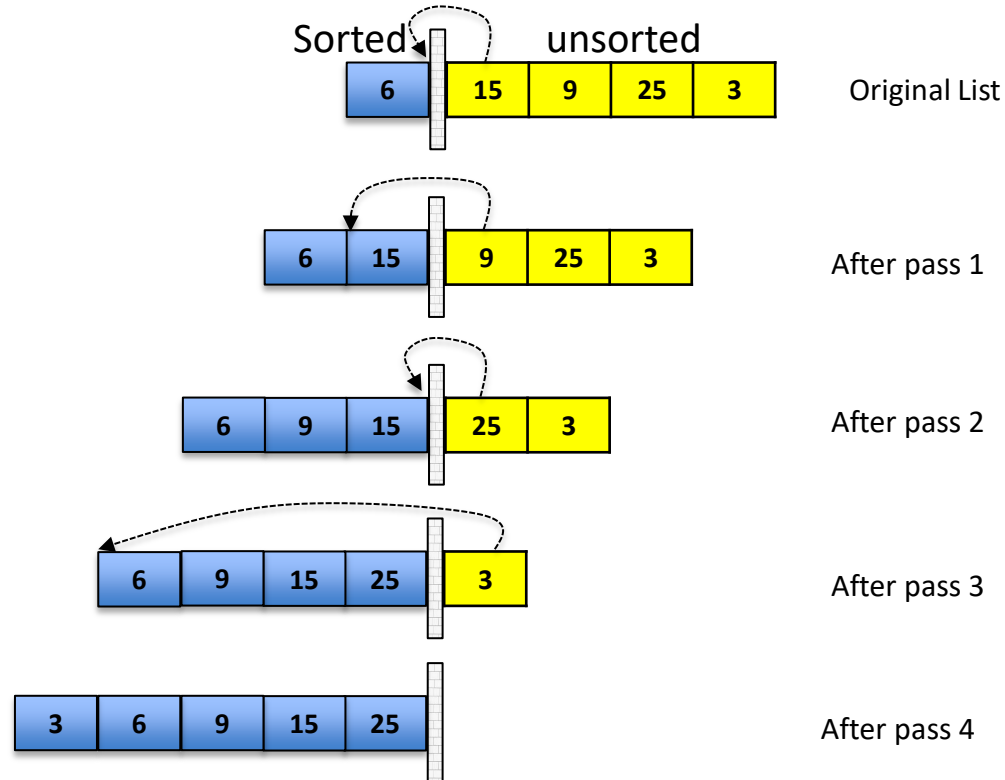 Sorted unsorted
6 15 9 25 3 Original List
6 15 9 25 3 After pass 1
6 9 15 25 3 After pass 2
6 9 15 25 3 After pass 3
3 6 9 15 25 After pass 4